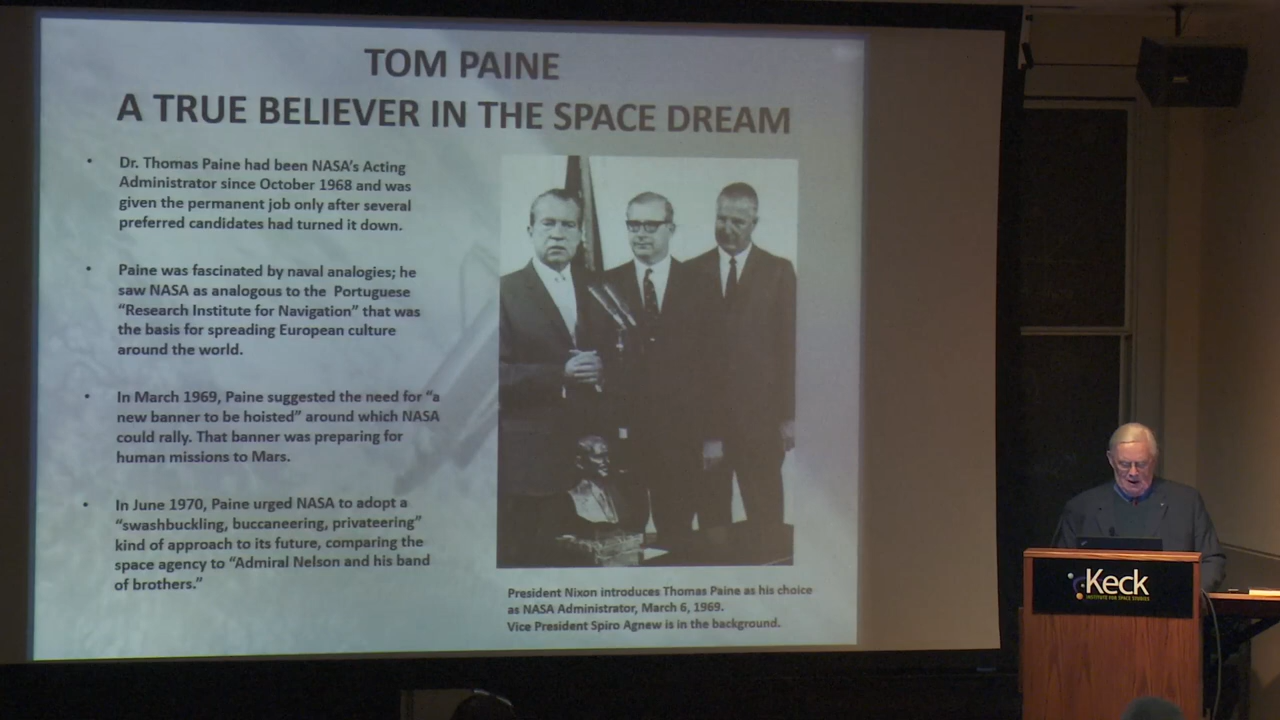 TOM PAINE
A TRUE BELIEVER IN THE SPACE DREAM
• Dr. Thomas Paine had been NASA's Acting
Administrator since October 1968 and was
given the permanent job only after several
preferred candidates had turned it down.
• Paine was fascinated by naval analogies; he
saw NASA as analogous to the Portuguese
“Research Institute for Navigation” that was
the basis for spreading European culture
around the world.
• In March 1969, Paine suggested the need for “a
new banner to be hoisted” around which NASA
could rally. That banner was preparing for
human missions to Mars.
• In June 1970, Paine urged NASA to adopt a
“swashbuckling, buccaneering, privateering”
kind of approach to its future, comparing the
space agency to “Admiral Nelson and his band
of brothers.”
President Nixon introduces Thomas Paine as his choice
as NASA Administrator, March 6, 1969.
Vice President Spiro Agnew is in the background.
Keck
INSTITUTE FOR SPACE STUDIES